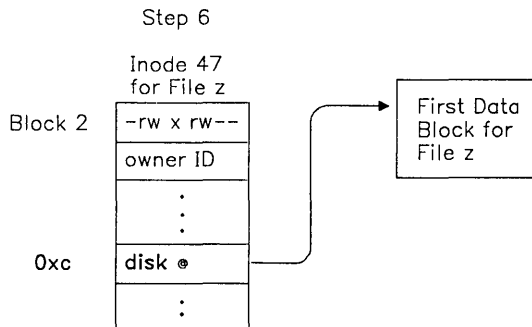 Step 6
Inode 47
for File z
Block 2
-rw x rw--
owner ID
0xc
disk @
First Data
Block for
File z